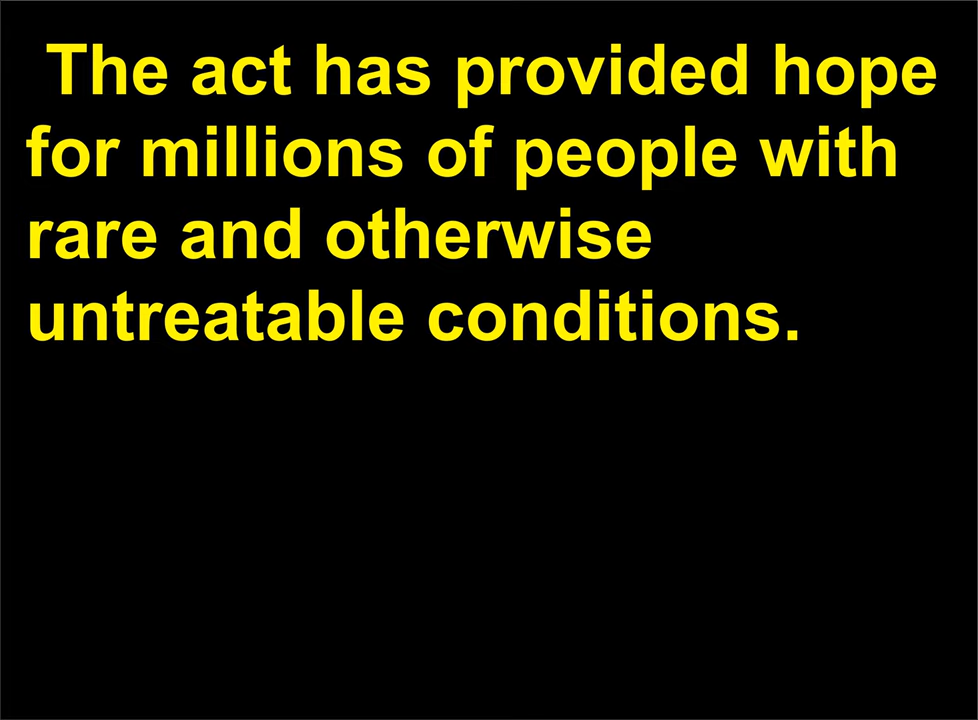 The act has provided hope
for millions of people with
rare and otherwise
untreatable conditions.